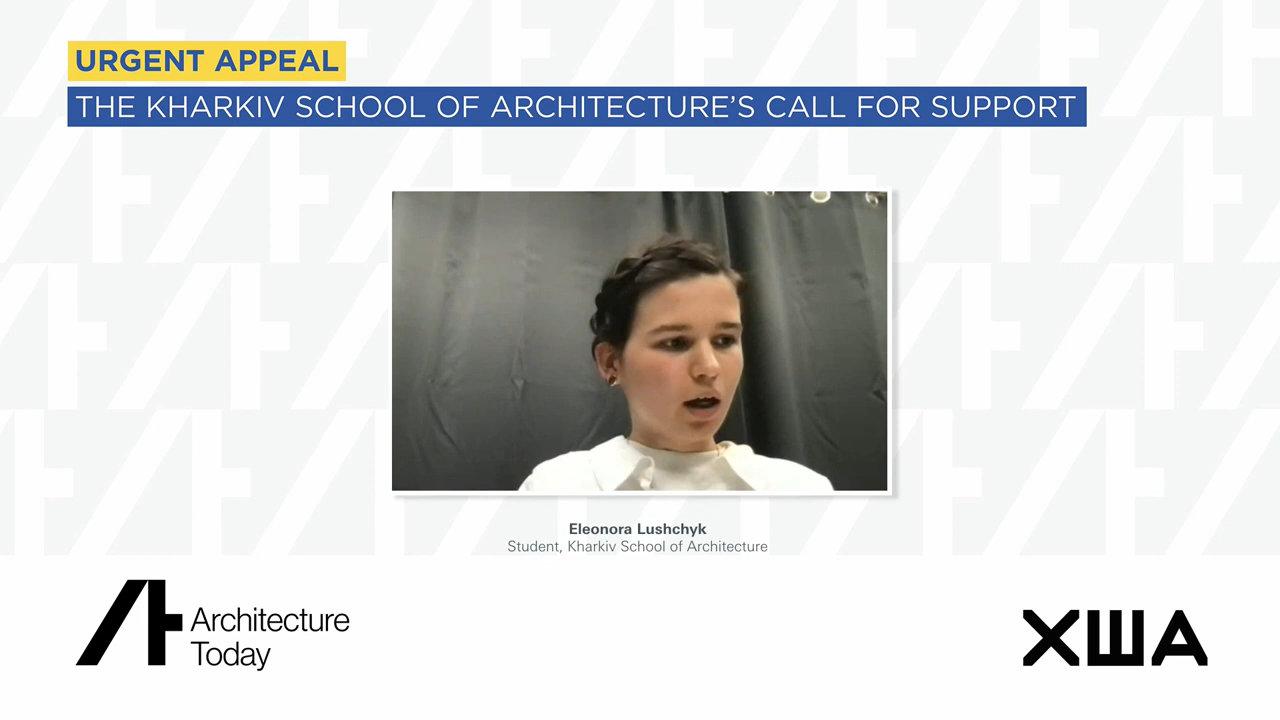 URGENT APPEAL
THE KHARKIV SCHOOL OF ARCHITECTURE’S CALL FOR SUPPORT
Eleonora Lushchyk
Student, Kharkiv School of Architecture
Architecture
Today
ХША